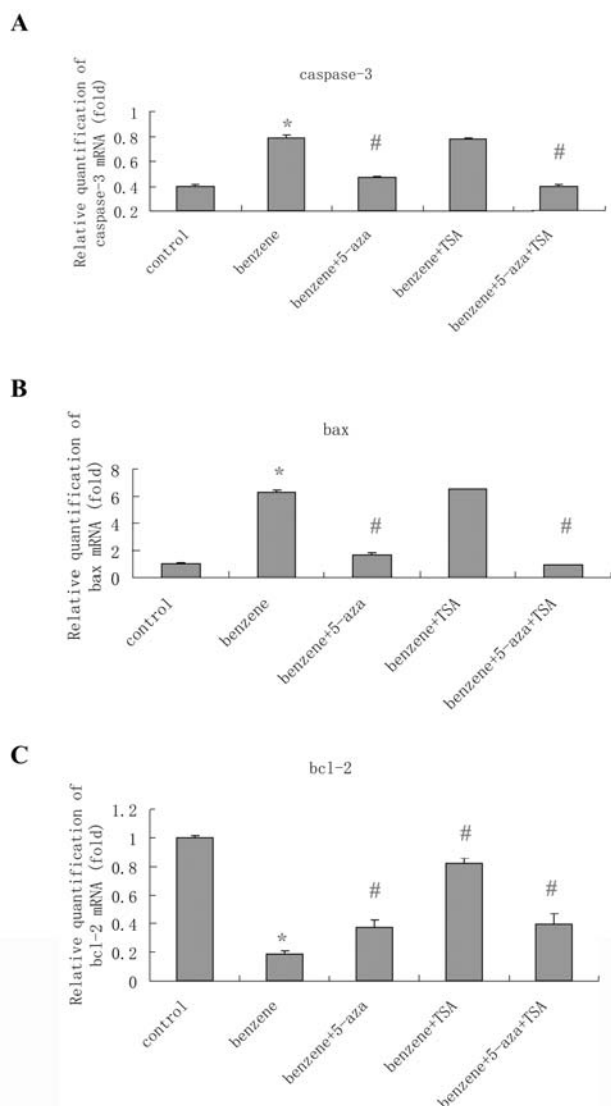 A
caspase-3
Relative quantification of
caspase-3 mRNA (fold)
1
0.8
0.6
0.4
0.2
*
#
#
control
benzene
benzene+5-aza
benzene+TSA
benzene+5-aza+TSA
B
bax
Relative quantification of
bax mRNA (fold)
8
6
4
2
0
*
#
#
control
benzene
benzene+5-aza
benzene+TSA
benzene+5-aza+TSA
C
bcl-2
Relative quantification of
bcl-2 mRNA (fold)
1.2
1
0.8
0.6
0.4
0.2
0
*
#
#
#
control
benzene
benzene+5-aza
benzene+TSA
benzene+5-aza+TSA